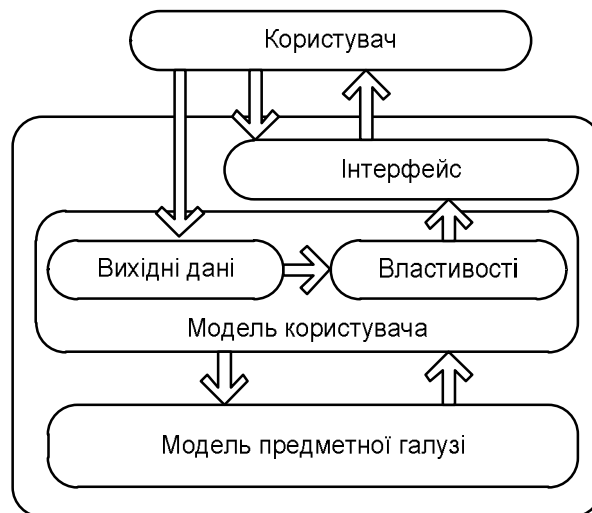 Користувач
Інтерфейс
Вихідні дані
Властивості
Модель користувача
Модель предметної галузі